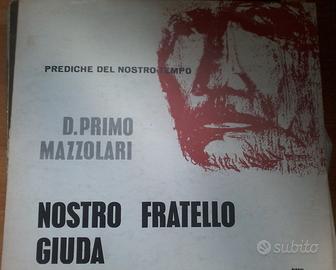 PREDICHE DEL NOSTRO TEMPO
D. PRIMO
MAZZOLARI
NOSTRO FRATELLO
GIUDA
subito